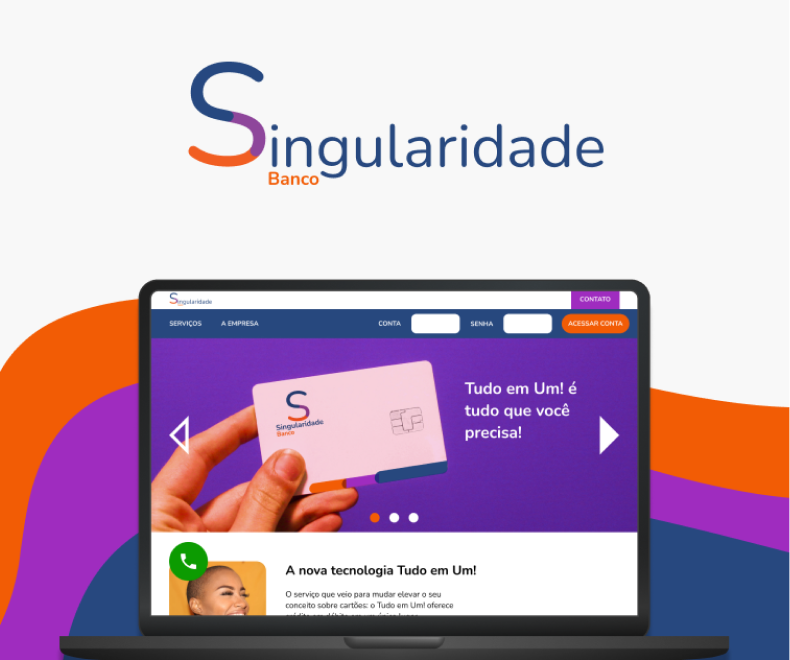 Singularidade
Banco
Singularidade
CONTATO
SERVIÇOS
A EMPRESA
CONTA
SENHA
ACESSAR CONTA
Tudo em Um! é
tudo que você
precisa!
Singularidade
Banco
A nova tecnologia Tudo em Um!
O serviço que veio para mudar elevar o seu
conceito sobre cartões: o Tudo em Um! oferece